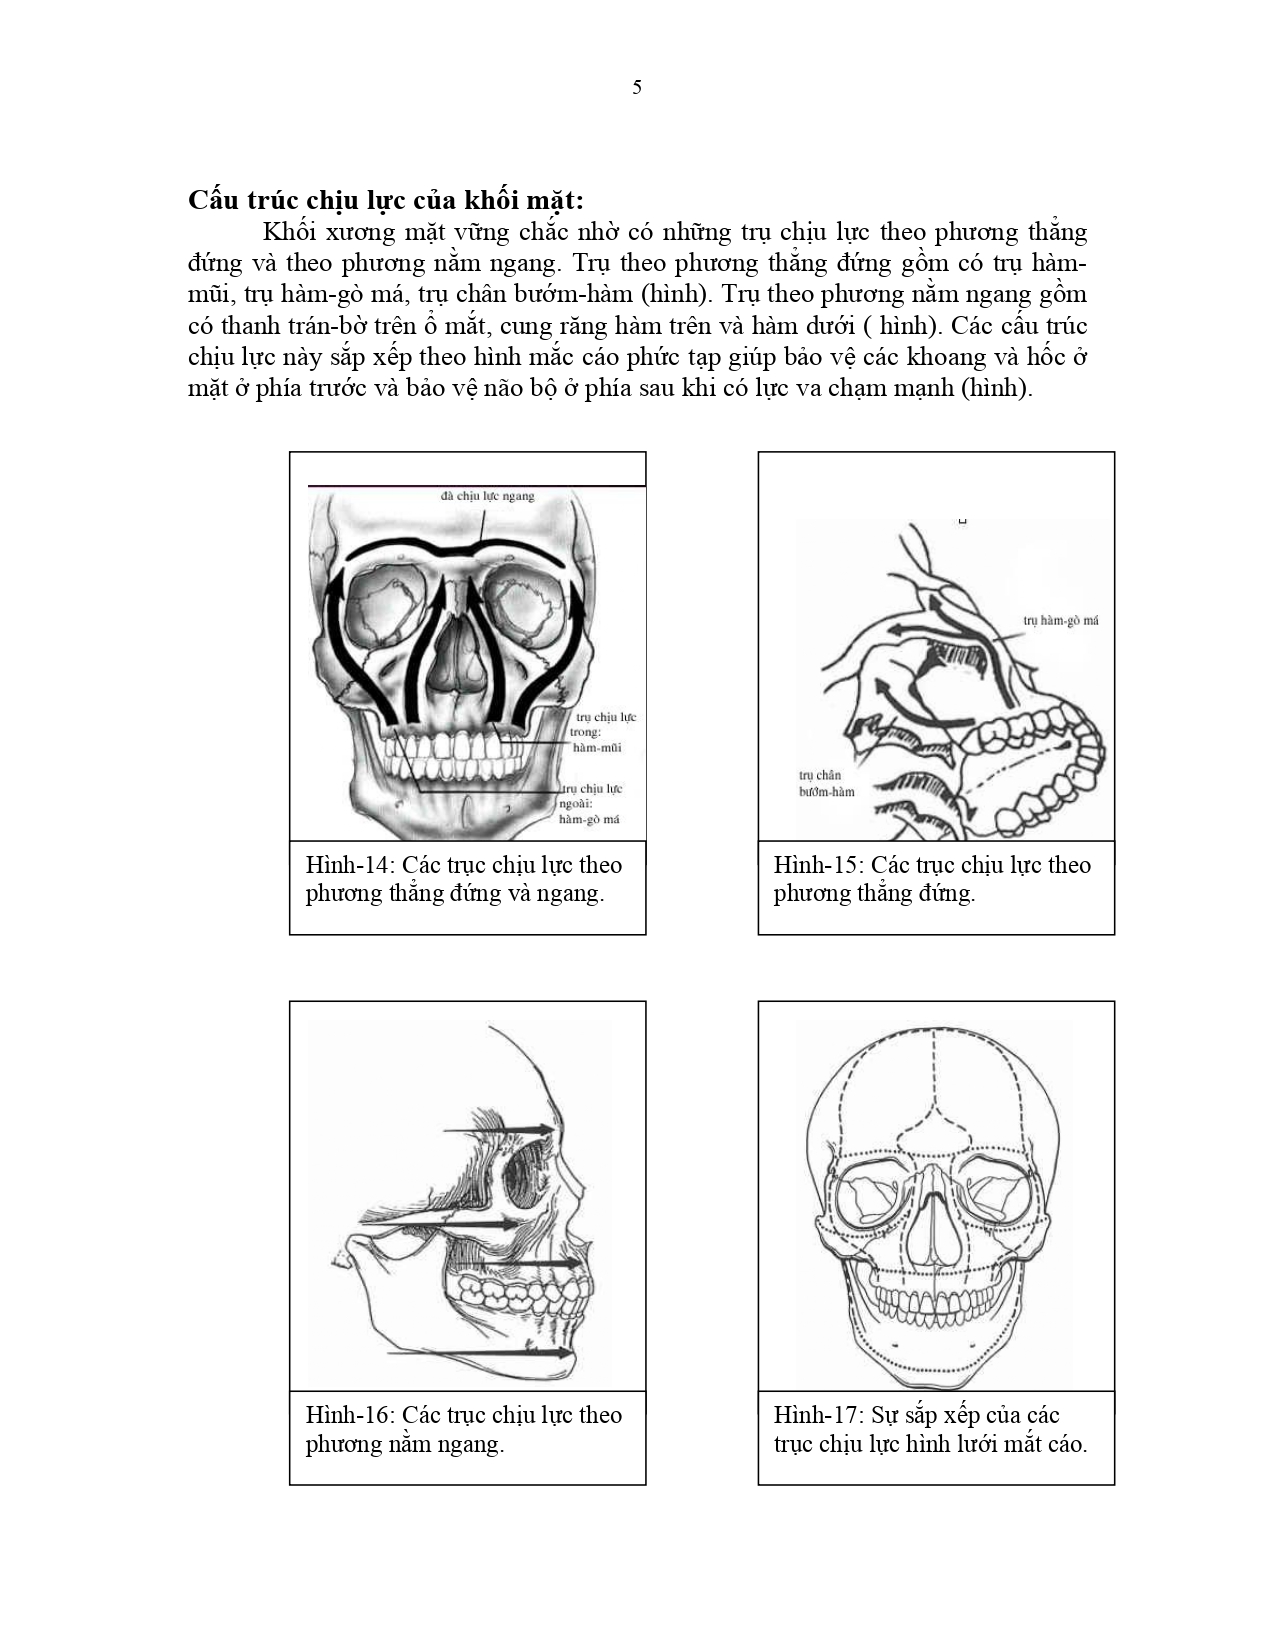 5
Cấu trúc chịu lực của khối mặt:
Khối xương mặt vững chắc nhờ có những trụ chịu lực theo phương thẳng
đứng và theo phương nằm ngang. Trụ theo phương thẳng đứng gồm có trụ hàm-
mũi, trụ hàm-gò má, trụ chân bướm-hàm (hình). Trụ theo phương nằm ngang gồm
có thanh trán-bờ trên ổ mắt, cung răng hàm trên và hàm dưới ( hình). Các cấu trúc
chịu lực này sắp xếp theo hình mắc cáo phức tạp giúp bảo vệ các khoang và hốc ở
mặt ở phía trước và bảo vệ não bộ ở phía sau khi có lực va chạm mạnh (hình).
đà chịu lực ngang
trụ chịu lực
trong:
hàm-mũi
trụ chịu lực
ngoài:
hàm-gò má
Hình-14: Các trục chịu lực theo
phương thẳng đứng và ngang.
trụ hàm-gò má
trụ chân
bướm-hàm
Hình-15: Các trục chịu lực theo
phương thẳng đứng.
Hình-16: Các trục chịu lực theo
phương nằm ngang.
Hình-17: Sự sắp xếp của các
trục chịu lực hình lưới mắt cáo.